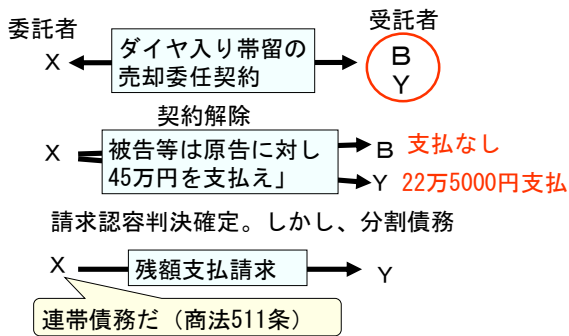 委託者
受託者
X
ダイヤ入り帯留の
売却委任契約
B
Y
契約解除
X
被告等は原告に対し
45万円を支払え」
B 支払なし
Y 22万5000円支払
請求認容判決確定。しかし、分割債務
X
残額支払請求
Y
連帯債務だ（商法511条）